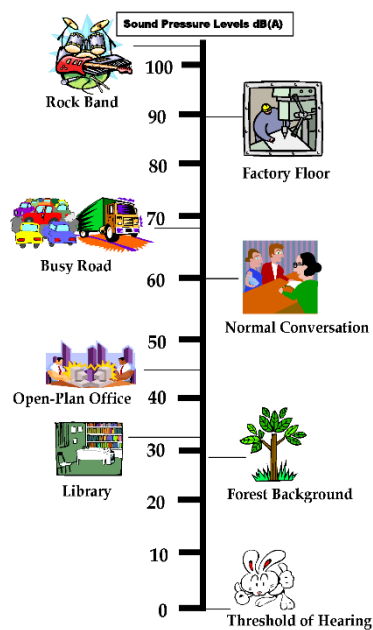 Sound Pressure Levels dB(A)
100
Rock Band
90
Factory Floor
80
70
Busy Road
60
Normal Conversation
50
Open-Plan Office
40
30
Library
Forest Background
20
10
0
Threshold of Hearing